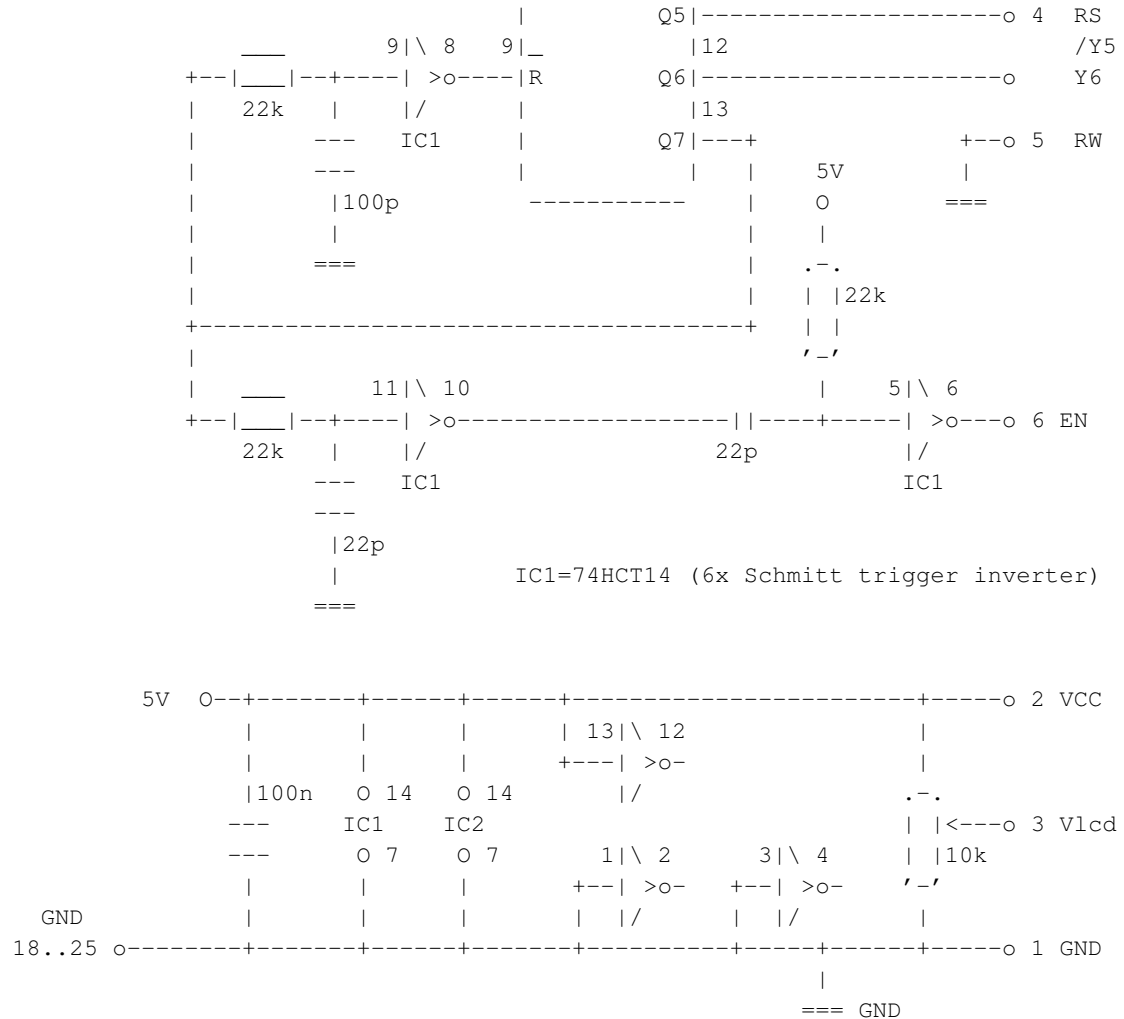 Q5 4 RS
9 8 9 12 /Y5
R Q6 Y6
22k 13
IC1 Q7 5 RW
5V
100p
22k
11 10 5 6
6 EN
22k 22p
IC1 IC1
22p
IC1=74HCT14 (6x Schmitt trigger inverter)
5V 2 VCC
13 12
100n 14 14
IC1 IC2 3 Vlcd
7 7 1 2 3 4 10k
GND
18..25 1 GND
GND